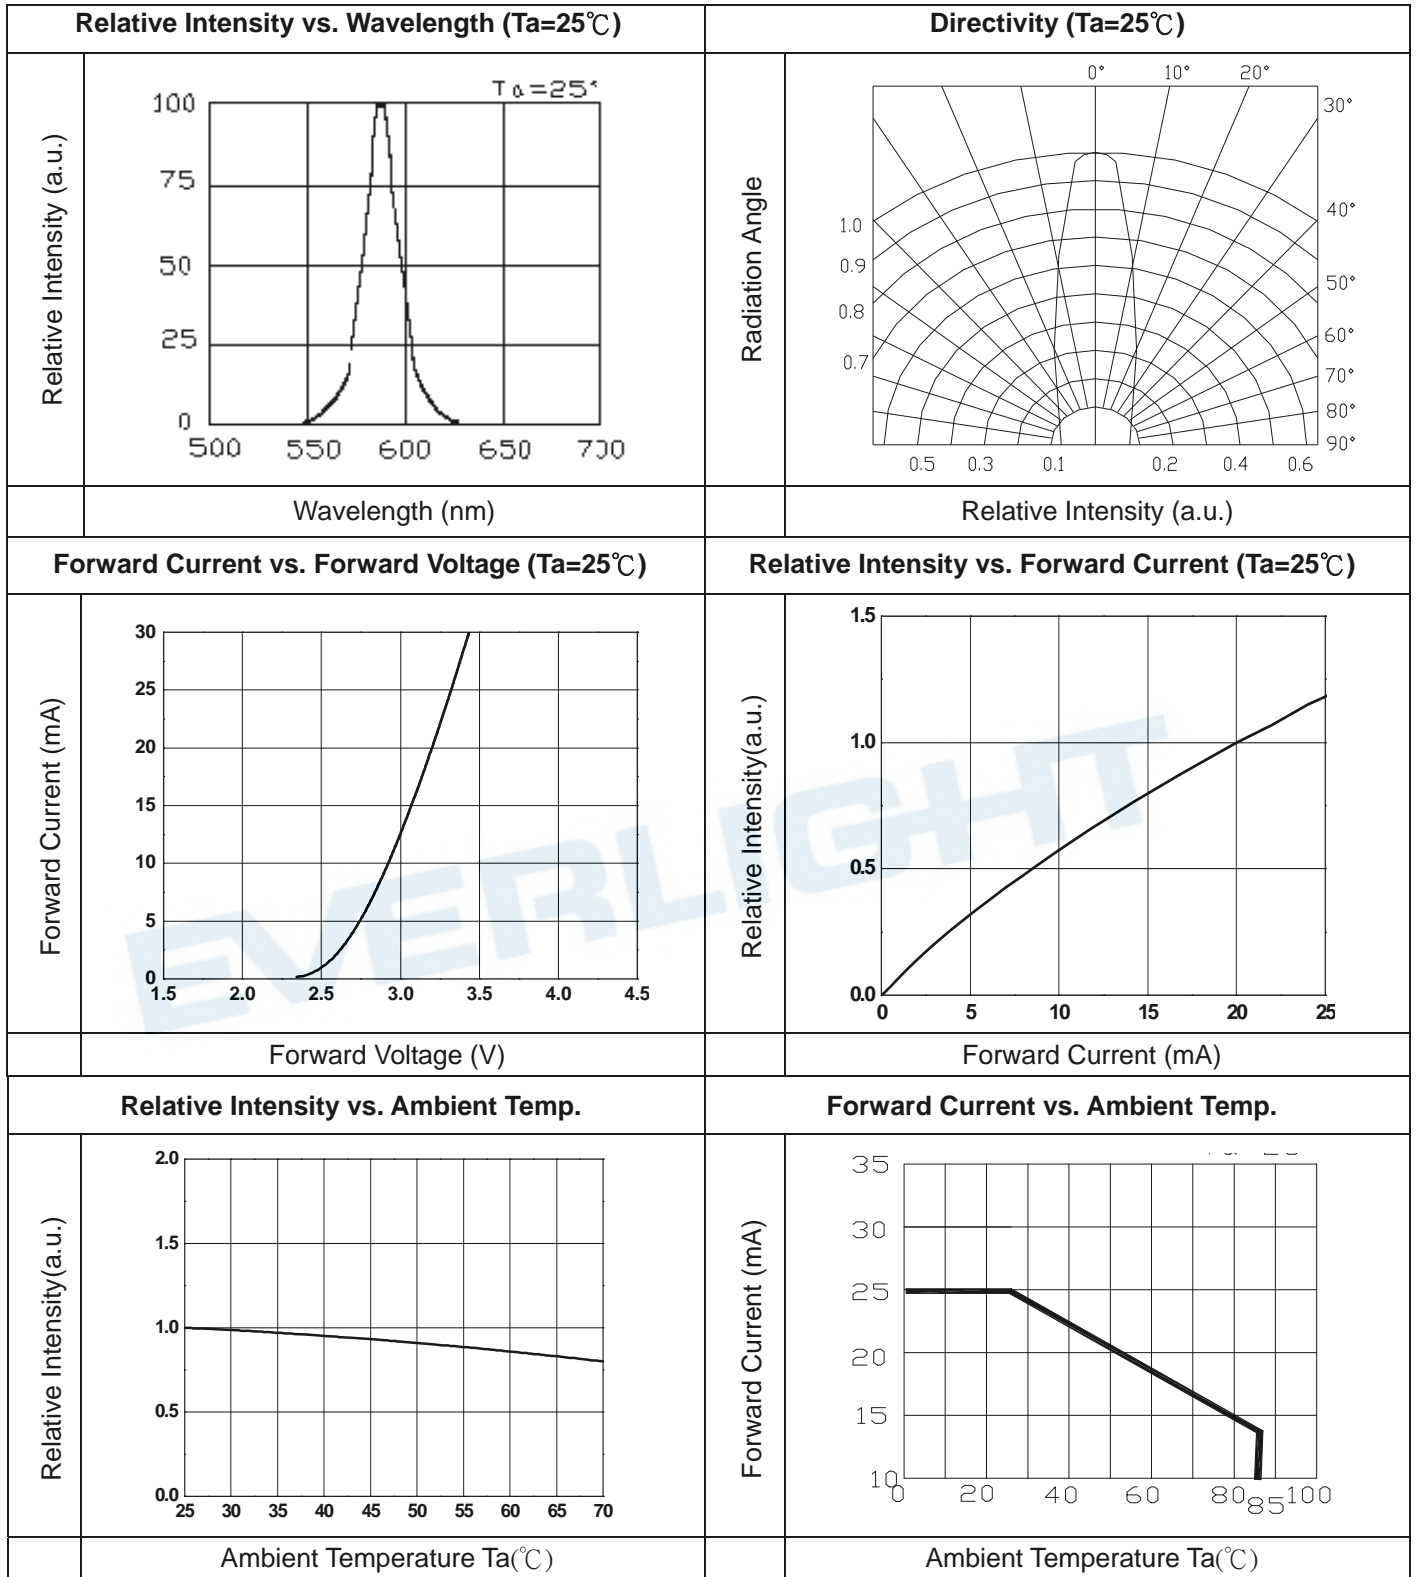 Relative Intensity vs. Wavelength (Ta=25℃)
Directivity (Ta=25℃)
Relative Intensity (a.u.)
Ta=25°
100
75
50
25
0
500 550 600 650 700
Wavelength (nm)
Radiation Angle
0° 10° 20°
30°
40°
50°
60°
70°
80°
90°
1.0
0.9
0.8
0.7
0.5 0.3 0.1 0.2 0.4 0.6
Relative Intensity (a.u.)
Forward Current vs. Forward Voltage (Ta=25℃)
Relative Intensity vs. Forward Current (Ta=25℃)
Forward Current (mA)
30
25
20
15
10
5
0
1.5 2.0 2.5 3.0 3.5 4.0 4.5
Forward Voltage (V)
Relative Intensity(a.u.)
1.5
1.0
0.5
0.0
0 5 10 15 20 25
Forward Current (mA)
EVERLIGHT
Relative Intensity vs. Ambient Temp.
Forward Current vs. Ambient Temp.
Relative Intensity(a.u.)
2.0
1.5
1.0
0.5
0.0
25 30 35 40 45 50 55 60 65 70
Ambient Temperature Ta(℃)
Forward Current (mA)
35
30
25
20
15
10
0 20 40 60 80 85 100
Ambient Temperature Ta(℃)